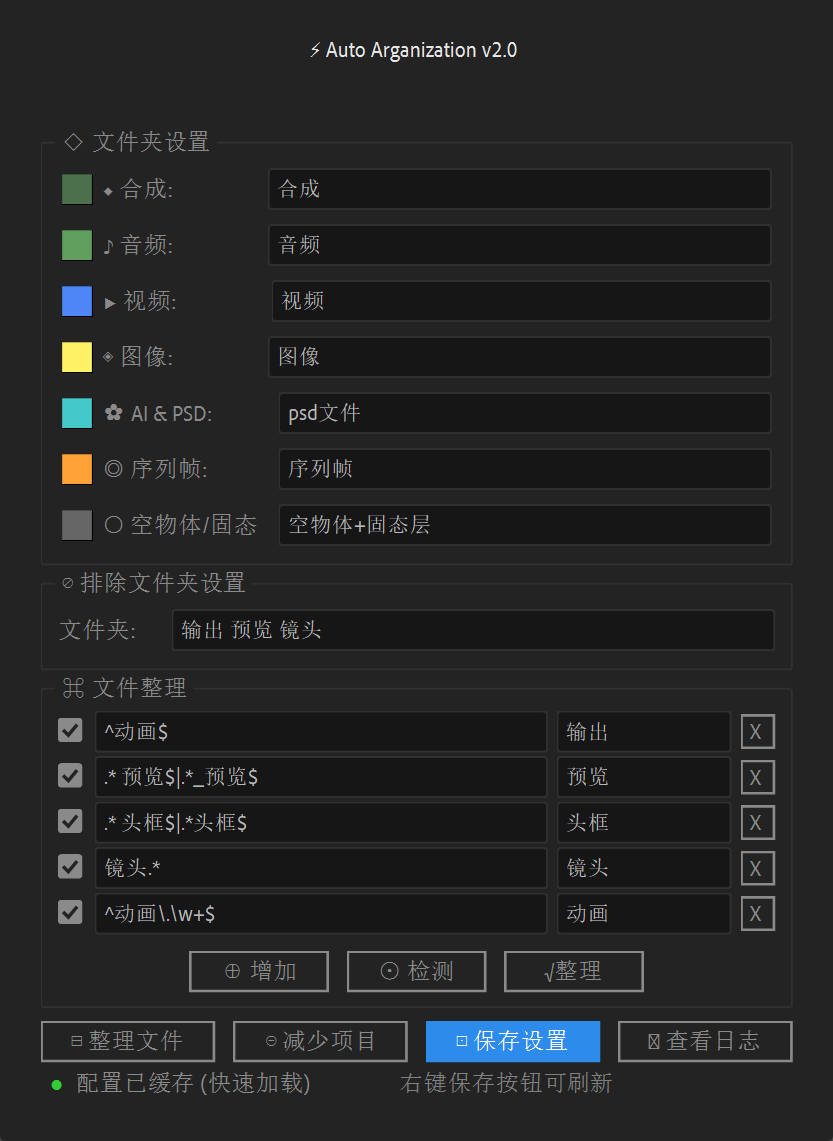 ⚡ Auto Arganization v2.0
◇ 文件夹设置
◆ 合成: 合成
♪ 音频: 音频
▶ 视频: 视频
◈ 图像: 图像
✿ AI & PSD: psd文件
◎ 序列帧: 序列帧
○ 空物体/固态 空物体+固态层
⊘ 排除文件夹设置
文件夹: 输出 预览 镜头
⌘ 文件整理
^动画$ 输出 X
.* 预览$|.*_预览$ 预览 X
.* 头框$|.*头框$ 头框 X
镜头.* 镜头 X
^动画\.\w+$ 动画 X
⊕ 增加 ⊙ 检测 √整理
⊟ 整理文件 ⊝ 减少项目 ⊡ 保存设置 查看日志
● 配置已缓存 (快速加载) 右键保存按钮可刷新